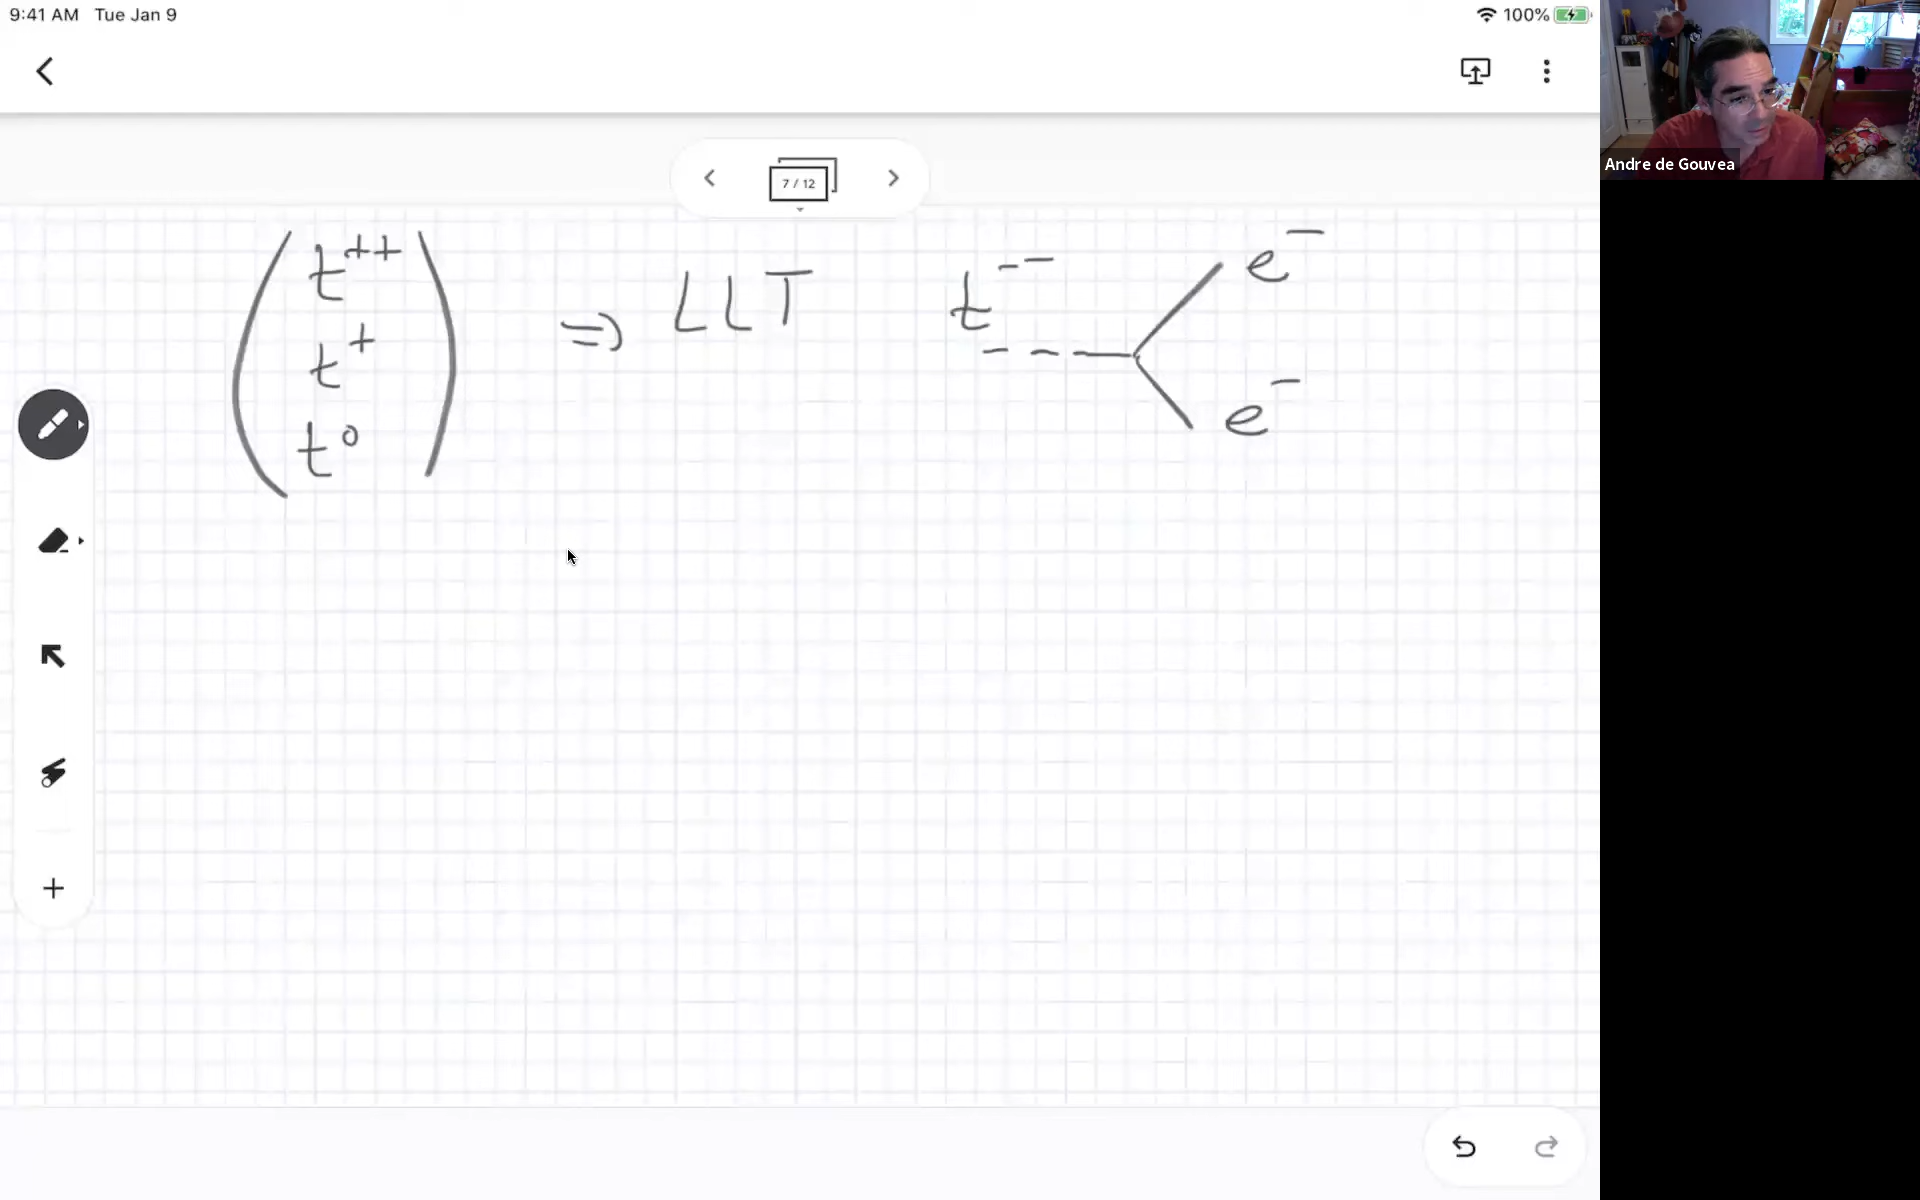 9:41 AM Tue Jan 9
100%
7 / 12
Andre de Gouvea
t⁺⁺
t⁺
t⁰
⇒ LLT
t⁻⁻
e⁻
e⁻